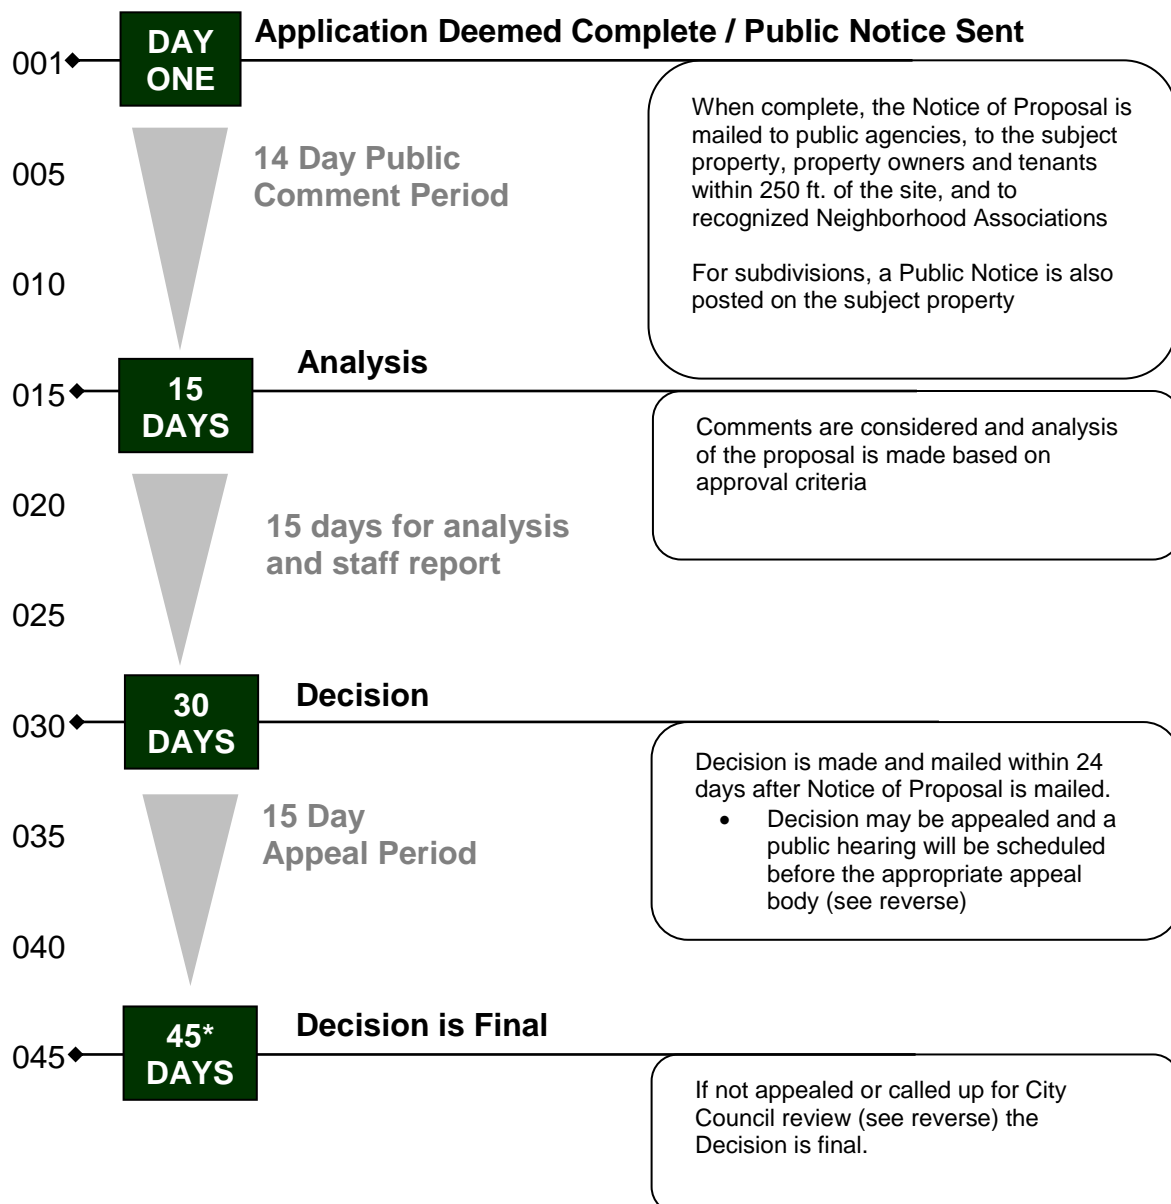 DAY
ONE
Application Deemed Complete / Public Notice Sent
001
When complete, the Notice of Proposal is
mailed to public agencies, to the subject
property, property owners and tenants
within 250 ft. of the site, and to
recognized Neighborhood Associations
For subdivisions, a Public Notice is also
posted on the subject property
005
14 Day Public
Comment Period
010
015
15
DAYS
Analysis
Comments are considered and analysis
of the proposal is made based on
approval criteria
020
15 days for analysis
and staff report
025
030
30
DAYS
Decision
Decision is made and mailed within 24
days after Notice of Proposal is mailed.
• Decision may be appealed and a
public hearing will be scheduled
before the appropriate appeal
body (see reverse)
035
15 Day
Appeal Period
040
045
45*
DAYS
Decision is Final
If not appealed or called up for City
Council review (see reverse) the
Decision is final.